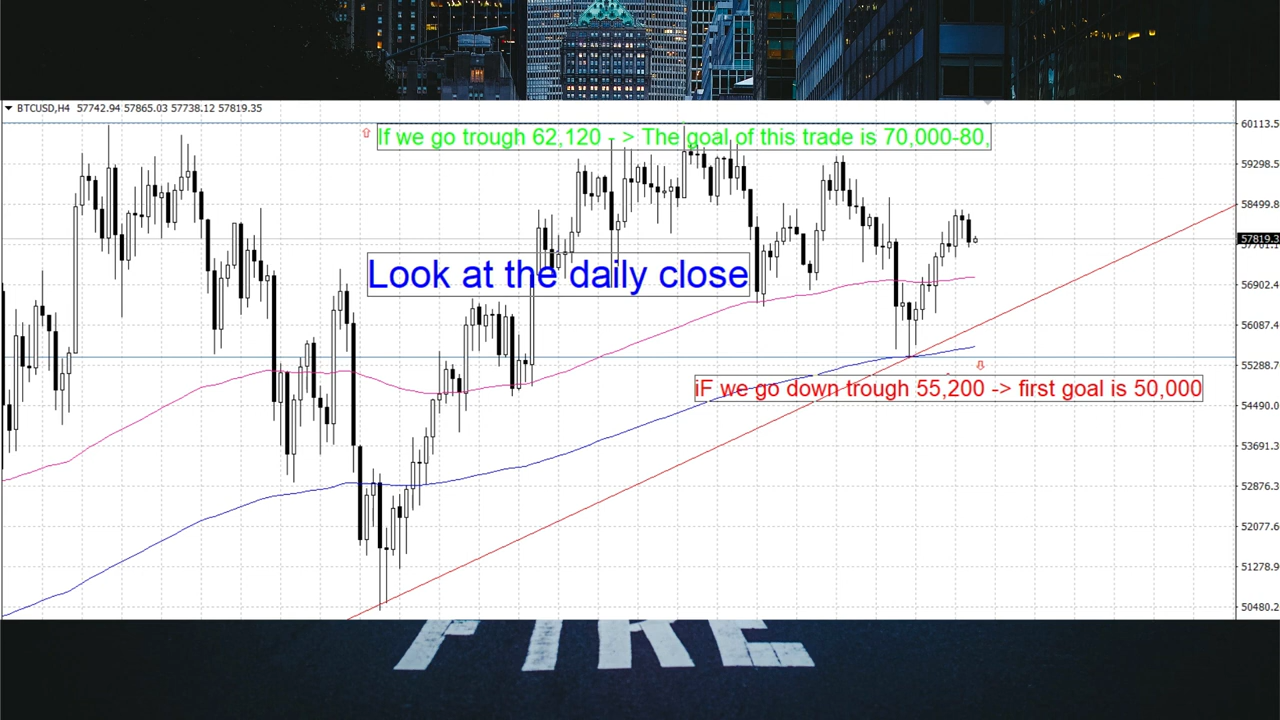 BTCUSD,H4 57742.94 57865.03 57738.12 57819.35
60113.5
If we go trough 62,120 - > The goal of this trade is 70,000-80,
59298.5
58499.8
57819.3
Look at the daily close
56902.4
56087.4
55288.7
iF we go down trough 55,200 -> first goal is 50,000
54490.0
53691.3
52876.3
52077.6
51278.9
50480.2
FIRE